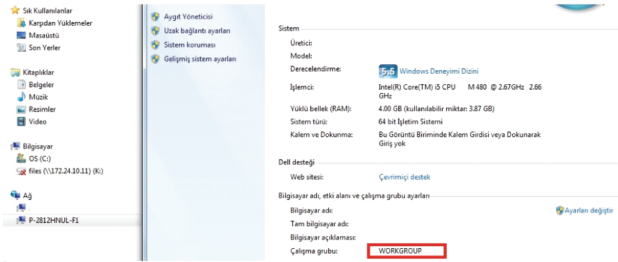 Sık Kullanılanlar
Karşıdan Yüklemeler
Masaüstü
Son Yerler
Kitaplıklar
Belgeler
Müzik
Resimler
Video
Bilgisayar
OS (C:)
files (\\172.24.10.11) (K:)
Ağ
P-2812HNUL-F1
Aygıt Yöneticisi
Uzak bağlantı ayarları
Sistem koruması
Gelişmiş sistem ayarları
Sistem
Üretici:
Model:
Derecelendirme: 5,5 Windows Deneyimi Dizini
İşlemci: Intel(R) Core(TM) i5 CPU M 480 @ 2.67GHz 2.66
GHz
Yüklü bellek (RAM): 4.00 GB (kullanılabilir miktar: 3.87 GB)
Sistem türü: 64 bit İşletim Sistemi
Kalem ve Dokunma: Bu Görüntü Biriminde Kalem Girdisi veya Dokunarak
Giriş yok
Dell desteği
Web sitesi: Çevrimiçi destek
Bilgisayar adı, etki alanı ve çalışma grubu ayarları
Bilgisayar adı: Ayarları değiştir
Tam bilgisayar adı:
Bilgisayar açıklaması:
Çalışma grubu: WORKGROUP